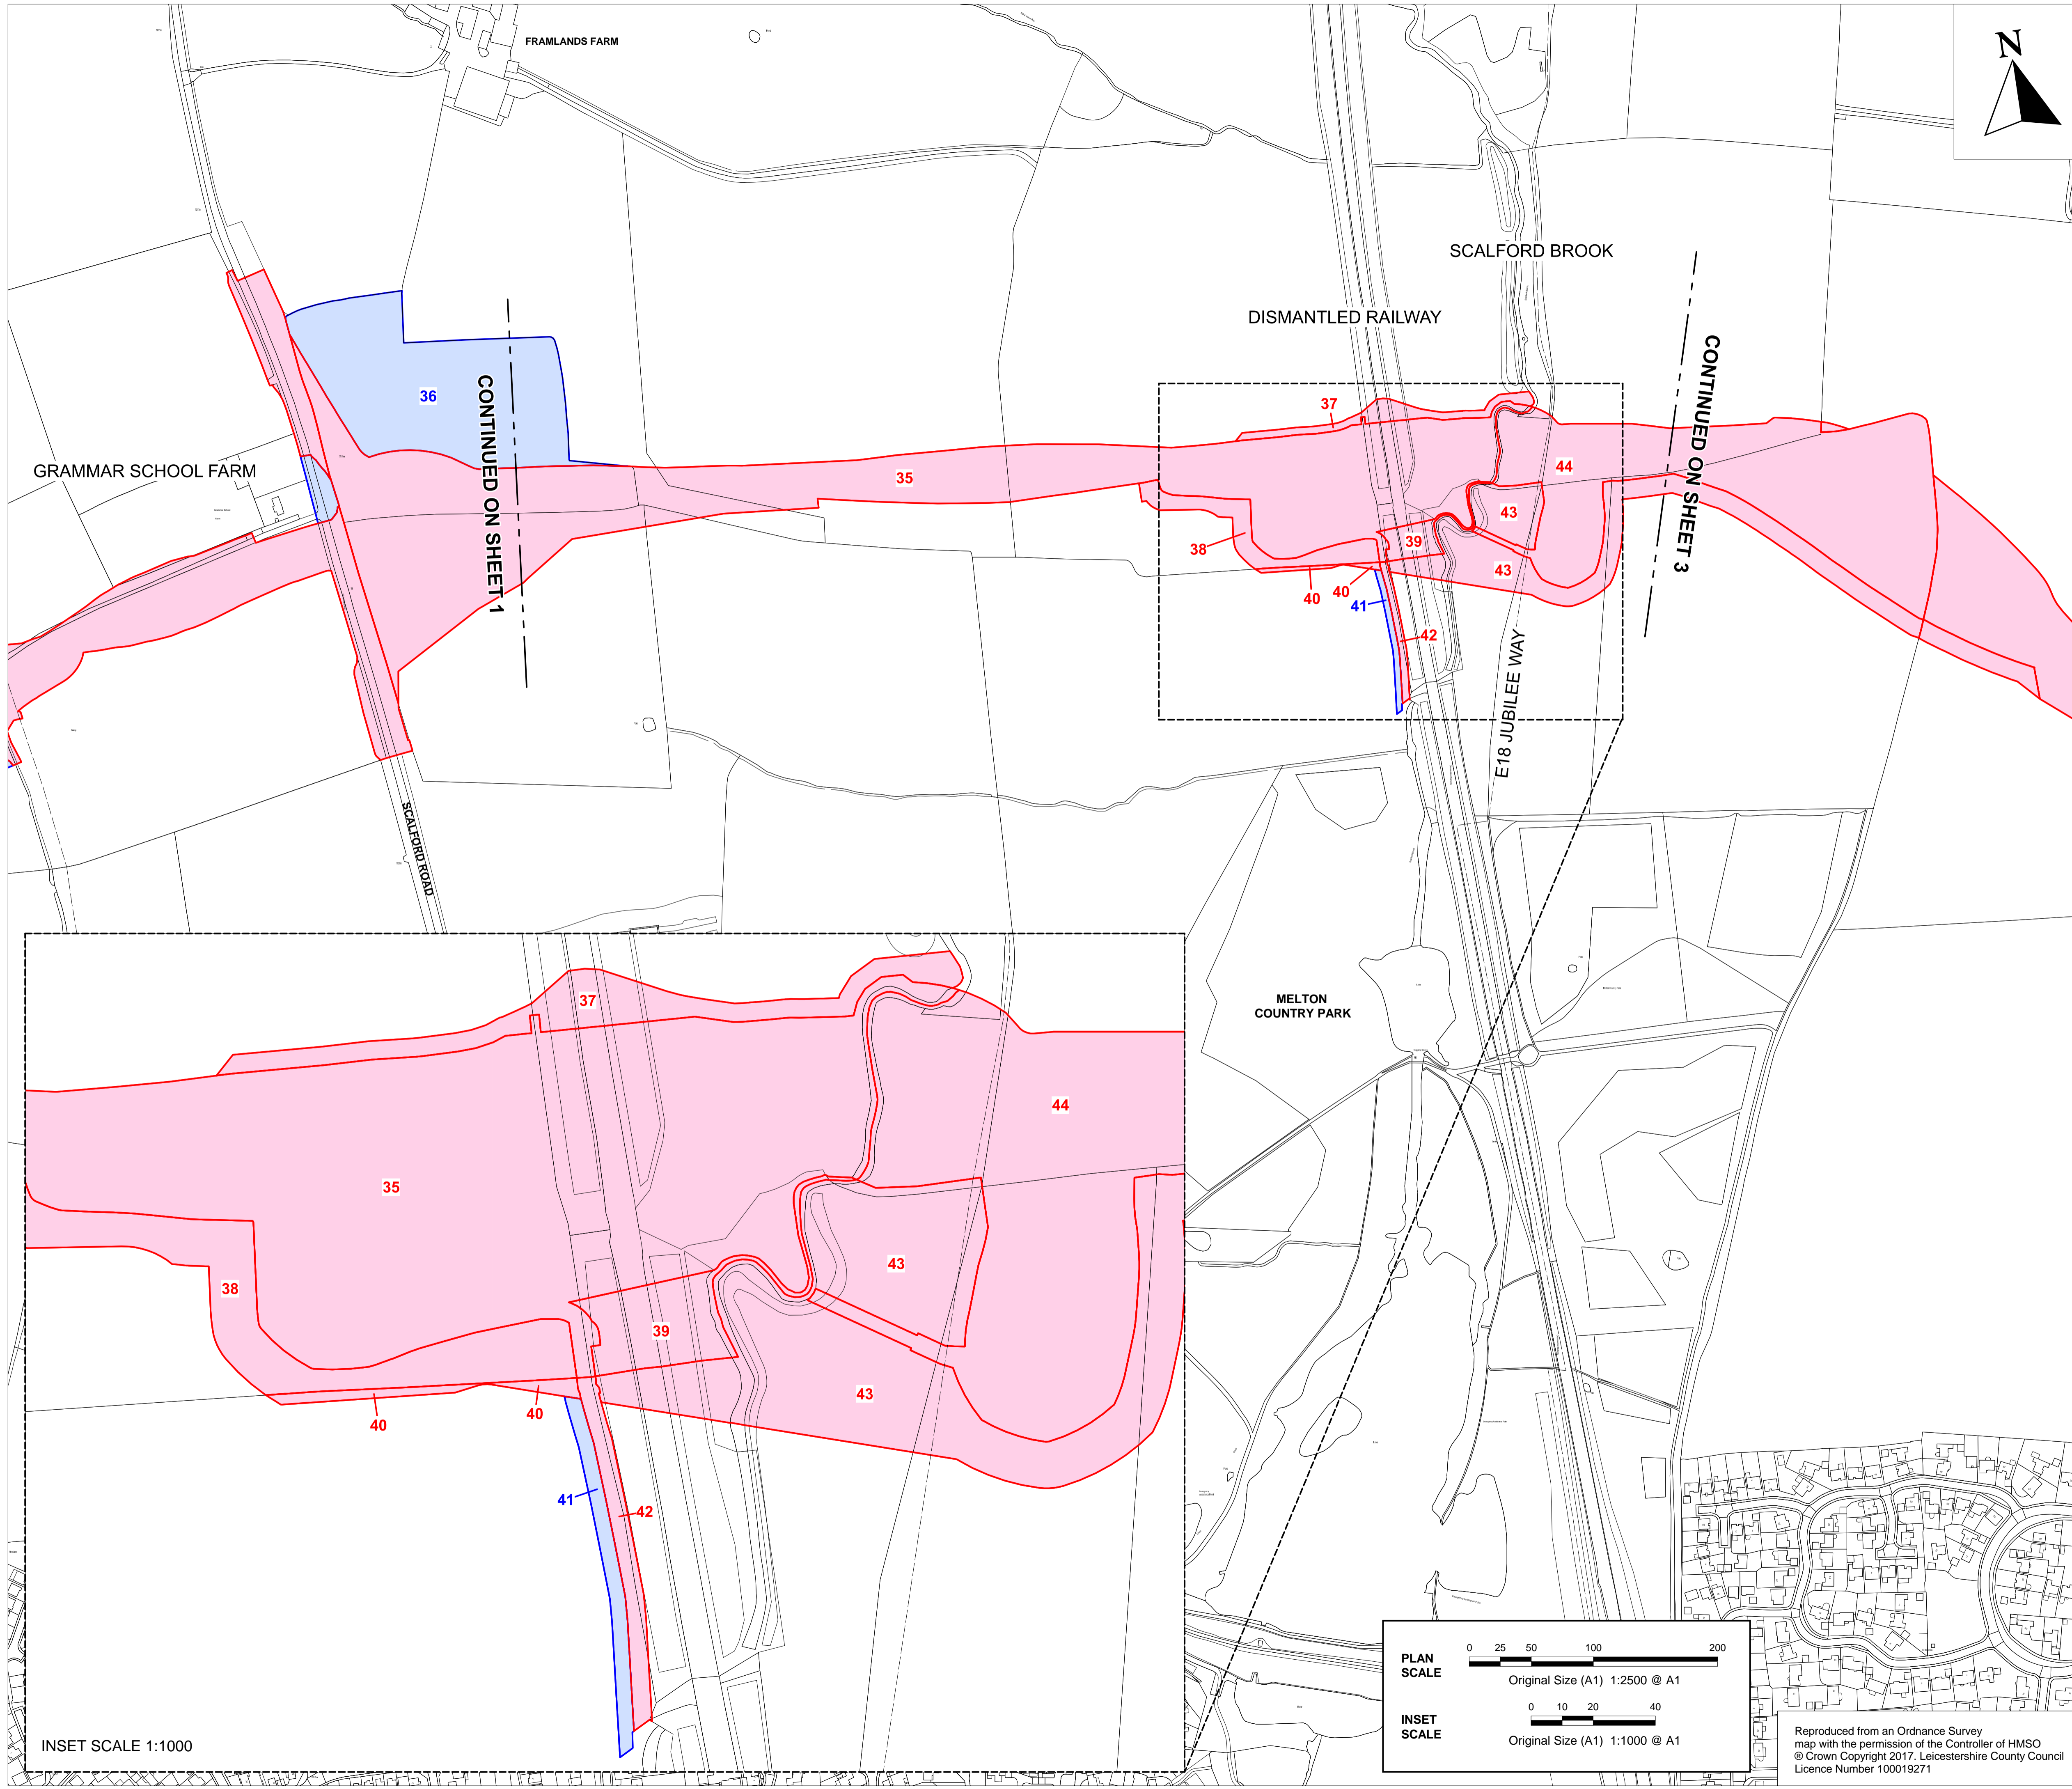 FRAMLANDS FARM
N
SCALFORD BROOK
DISMANTLED RAILWAY
36
37
CONTINUED ON SHEET 1
CONTINUED ON SHEET 3
GRAMMAR SCHOOL FARM
35
44
43
39
38
43
40
40
41
42
E18 JUBILEE WAY
SCALFORD ROAD
MELTON
COUNTRY PARK
37
44
35
43
38
39
43
40
40
41
42
INSET SCALE 1:1000
PLAN
SCALE
0 25 50 100 200
Original Size (A1) 1:2500 @ A1
INSET
SCALE
0 10 20 40
Original Size (A1) 1:1000 @ A1
Reproduced from an Ordnance Survey
map with the permission of the Controller of HMSO
® Crown Copyright 2017. Leicestershire County Council
Licence Number 100019271